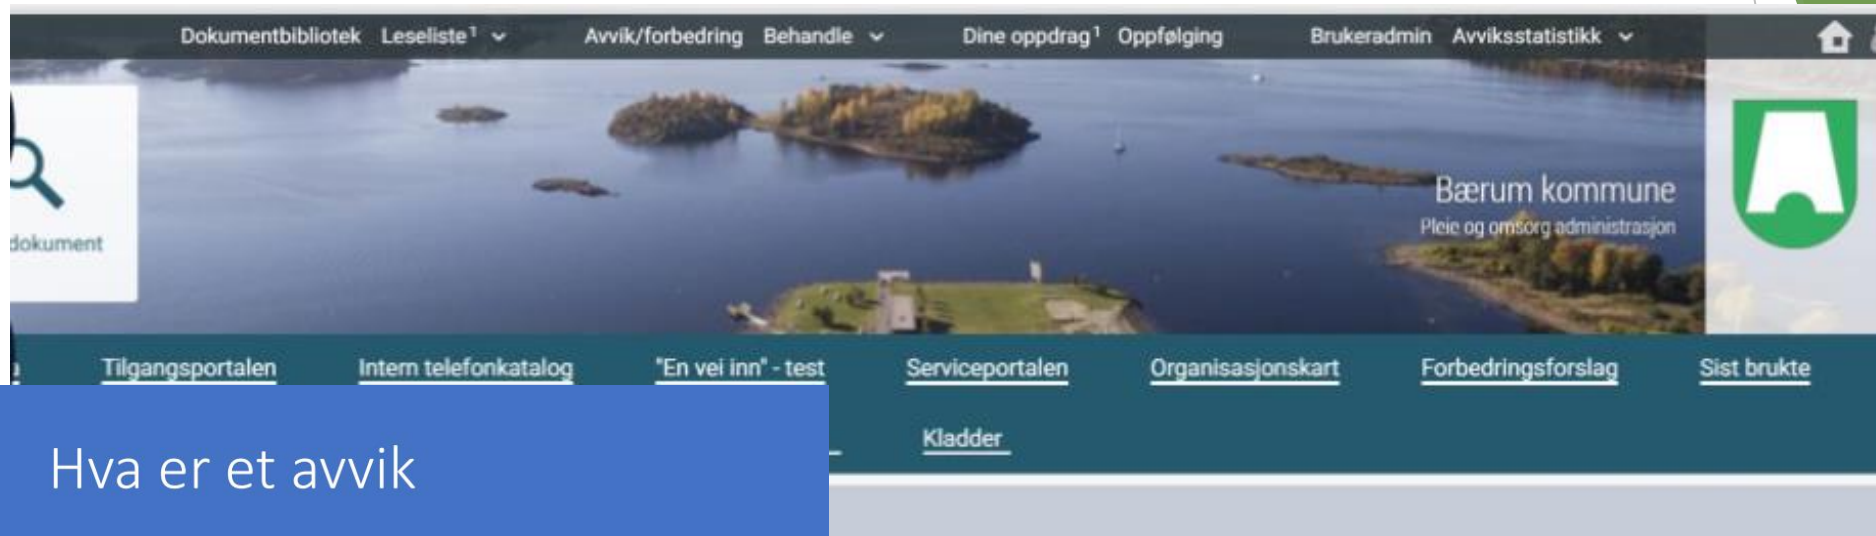 Dokumentbibliotek Leseliste¹ Avvik/forbedring Behandle Dine oppdrag¹ Oppfølging Brukeradmin Avviksstatistikk
Bærum kommune
Pleie og omsorg administrasjon
dokument
Tilgangsportalen Intern telefonkatalog "En vei inn" - test Serviceportalen Organisasjonskart Forbedringsforslag Sist brukte
Kladder
Hva er et avvik